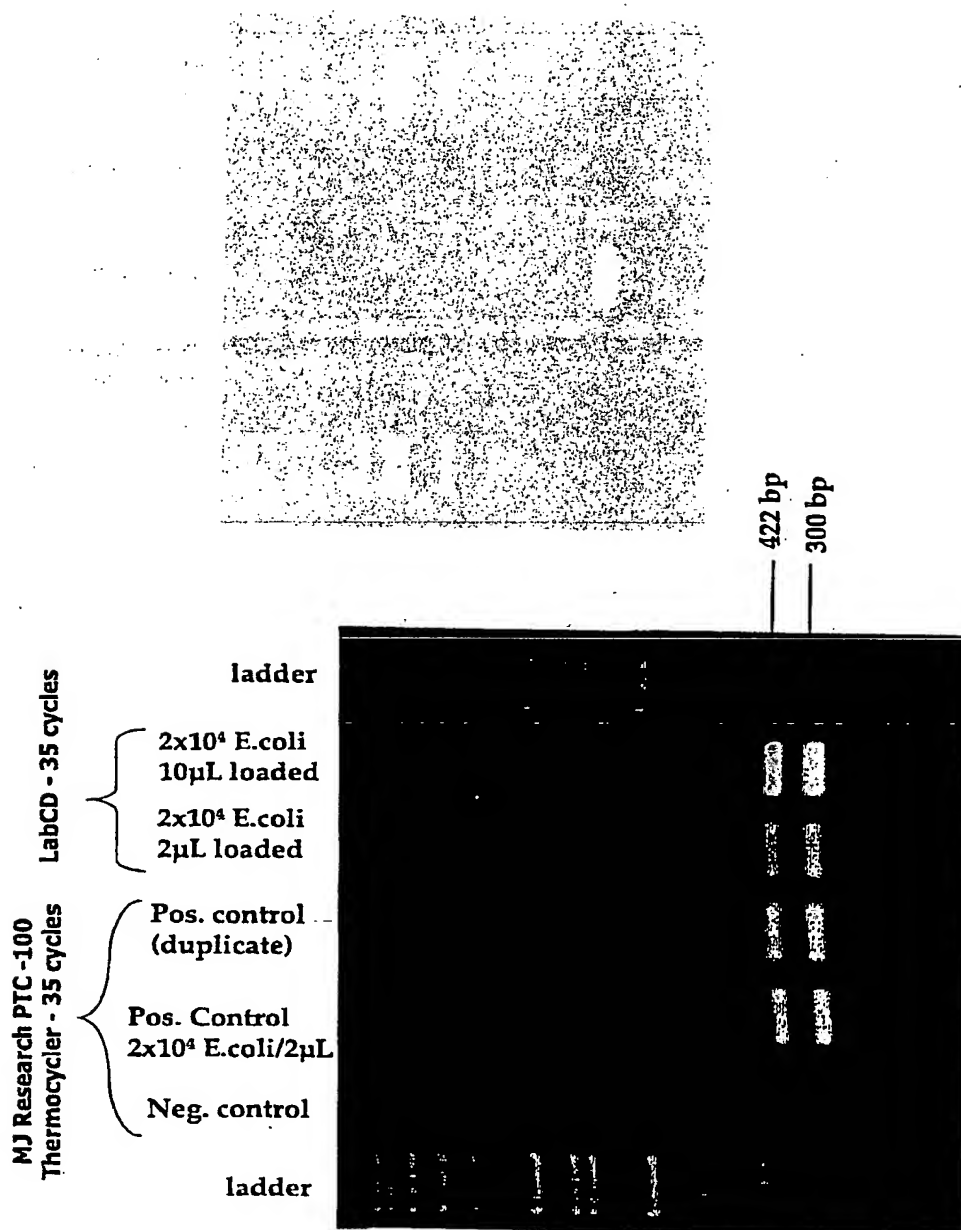 422 bp
300 bp
LabCD - 35 cycles
MJ Research PTC -100
Thermocycler - 35 cycles
ladder
2x10⁴ E.coli
10µL loaded
2x10⁴ E.coli
2µL loaded
Pos. control
(duplicate)
Pos. Control
2x10⁴ E.coli/2µL
Neg. control
ladder